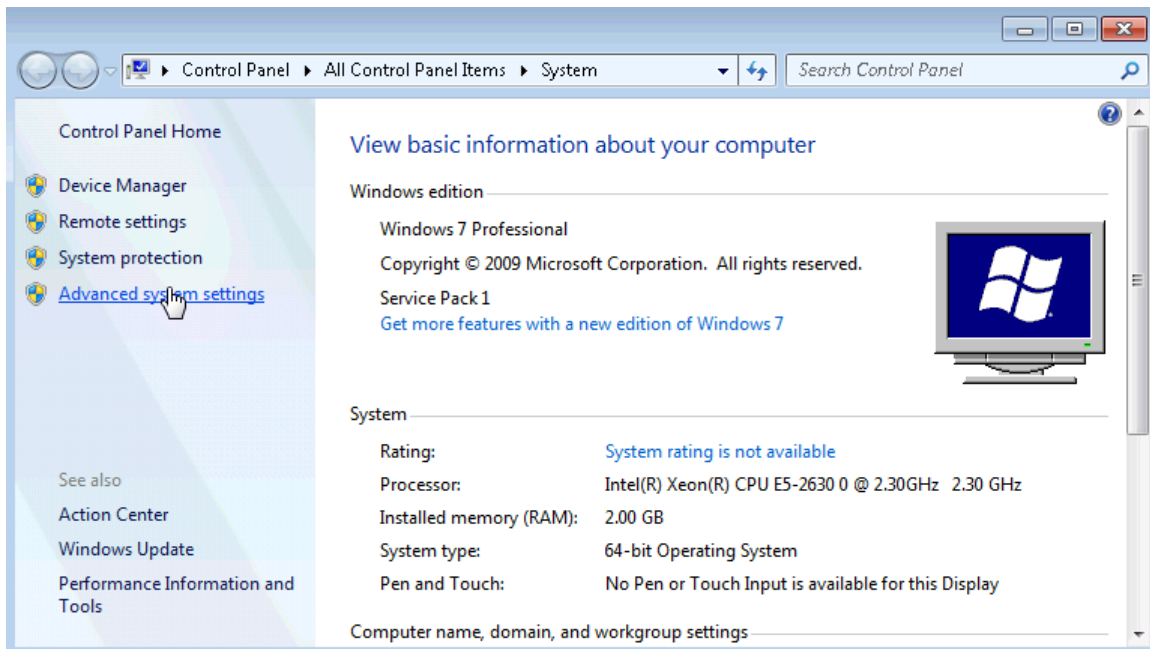 Control Panel ▸ All Control Panel Items ▸ System
Search Control Panel
Control Panel Home
Device Manager
Remote settings
System protection
Advanced system settings
See also
Action Center
Windows Update
Performance Information and
Tools
View basic information about your computer
Windows edition
Windows 7 Professional
Copyright © 2009 Microsoft Corporation. All rights reserved.
Service Pack 1
Get more features with a new edition of Windows 7
System
Rating: System rating is not available
Processor: Intel(R) Xeon(R) CPU E5-2630 0 @ 2.30GHz 2.30 GHz
Installed memory (RAM): 2.00 GB
System type: 64-bit Operating System
Pen and Touch: No Pen or Touch Input is available for this Display
Computer name, domain, and workgroup settings